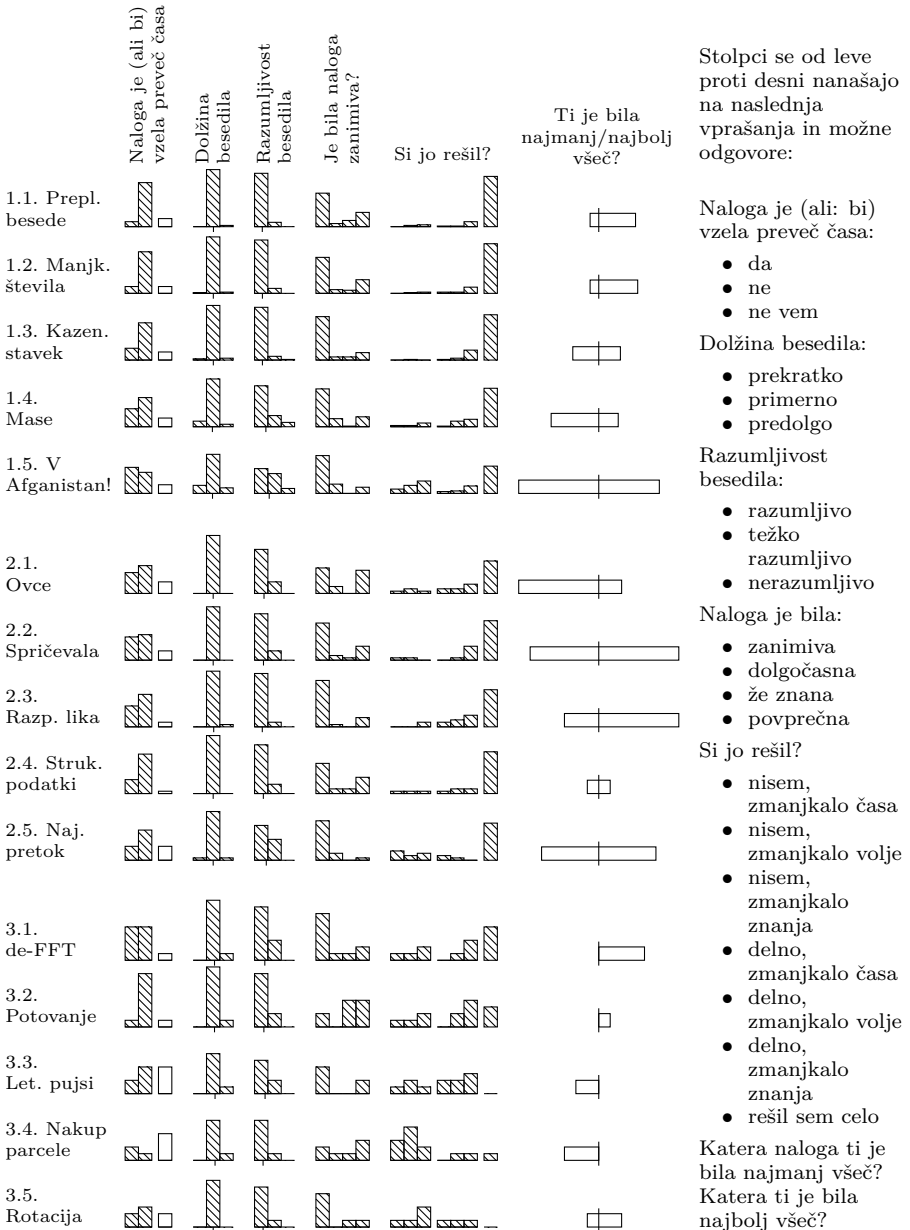 Naloga je (ali bi)
vzela preveč časa
Dolžina
besedila
Razumljivost
besedila
Je bila naloga
zanimiva?
Si jo rešil?
Ti je bila
najmanj/najbolj
všeč?
1.1. Prepl.
besede
1.2. Manjk.
števila
1.3. Kazen.
stavek
1.4.
Mase
1.5. V
Afganistan!
2.1.
Ovce
2.2.
Spričevala
2.3.
Razp. lika
2.4. Struk.
podatki
2.5. Naj.
pretok
3.1.
de-FFT
3.2.
Potovanje
3.3.
Let. pujsi
3.4. Nakup
parcele
3.5.
Rotacija
Stolpci se od leve
proti desni nanašajo
na naslednja
vprašanja in možne
odgovore:
Naloga je (ali: bi)
vzela preveč časa:
• da
• ne
• ne vem
Dolžina besedila:
• prekratko
• primerno
• predolgo
Razumljivost
besedila:
• razumljivo
• težko
razumljivo
• nerazumljivo
Naloga je bila:
• zanimiva
• dolgočasna
• že znana
• povprečna
Si jo rešil?
• nisem,
zmanjkalo časa
• nisem,
zmanjkalo volje
• nisem,
zmanjkalo
znanja
• delno,
zmanjkalo časa
• delno,
zmanjkalo volje
• delno,
zmanjkalo
znanja
• rešil sem celo
Katera naloga ti je
bila najmanj všeč?
Katera ti je bila
najbolj všeč?